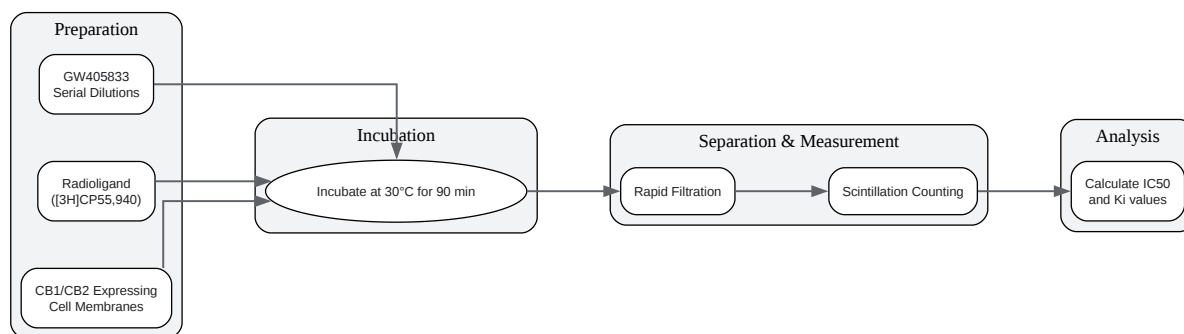 Preparation
GW405833
Serial Dilutions
Radioligand
([3H]CP55,940)
CB1/CB2 Expressing
Cell Membranes
Incubation
Incubate at 30°C for 90 min
Separation & Measurement
Rapid Filtration
Scintillation Counting
Analysis
Calculate IC50
and Ki values